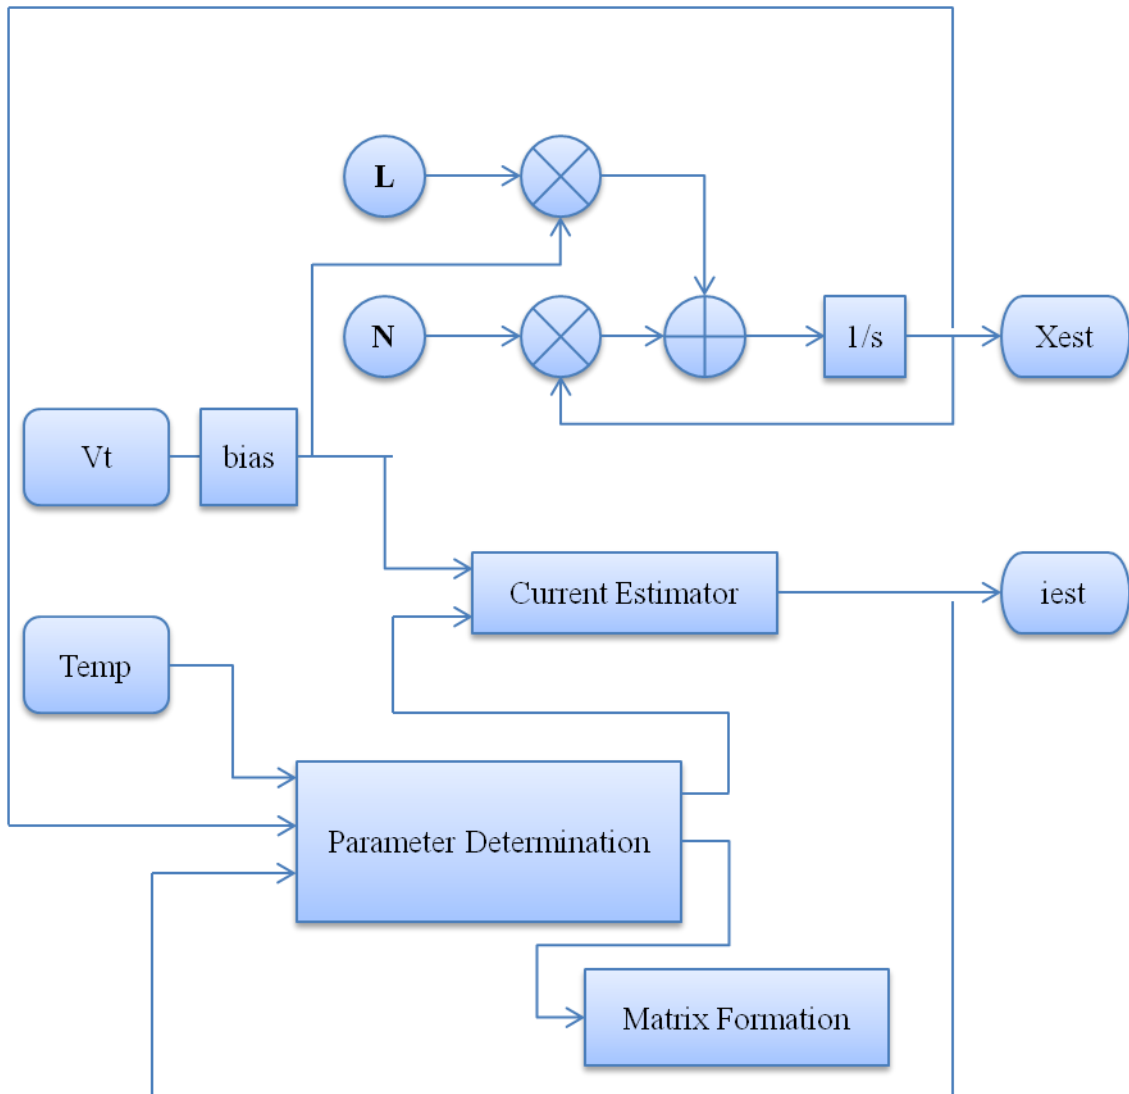 L
N
1/s
Xest
Vt
bias
Current Estimator
iest
Temp
Parameter Determination
Matrix Formation